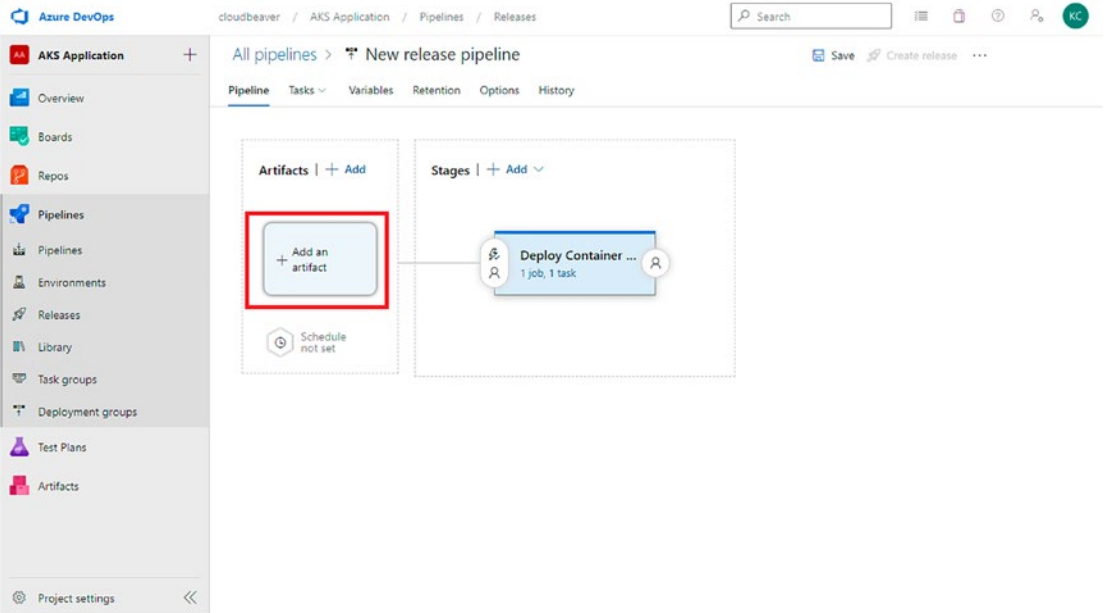 Azure DevOps
cloudbeaver / AKS Application / Pipelines / Releases
Search
KC
AA
AKS Application
All pipelines > New release pipeline
Save
Create release
Pipeline
Tasks
Variables
Retention
Options
History
Overview
Boards
Repos
Pipelines
Pipelines
Environments
Releases
Library
Task groups
Deployment groups
Test Plans
Artifacts
Project settings
Artifacts | + Add
Stages | + Add
+ Add an
artifact
Schedule
not set
Deploy Container ...
1 job, 1 task